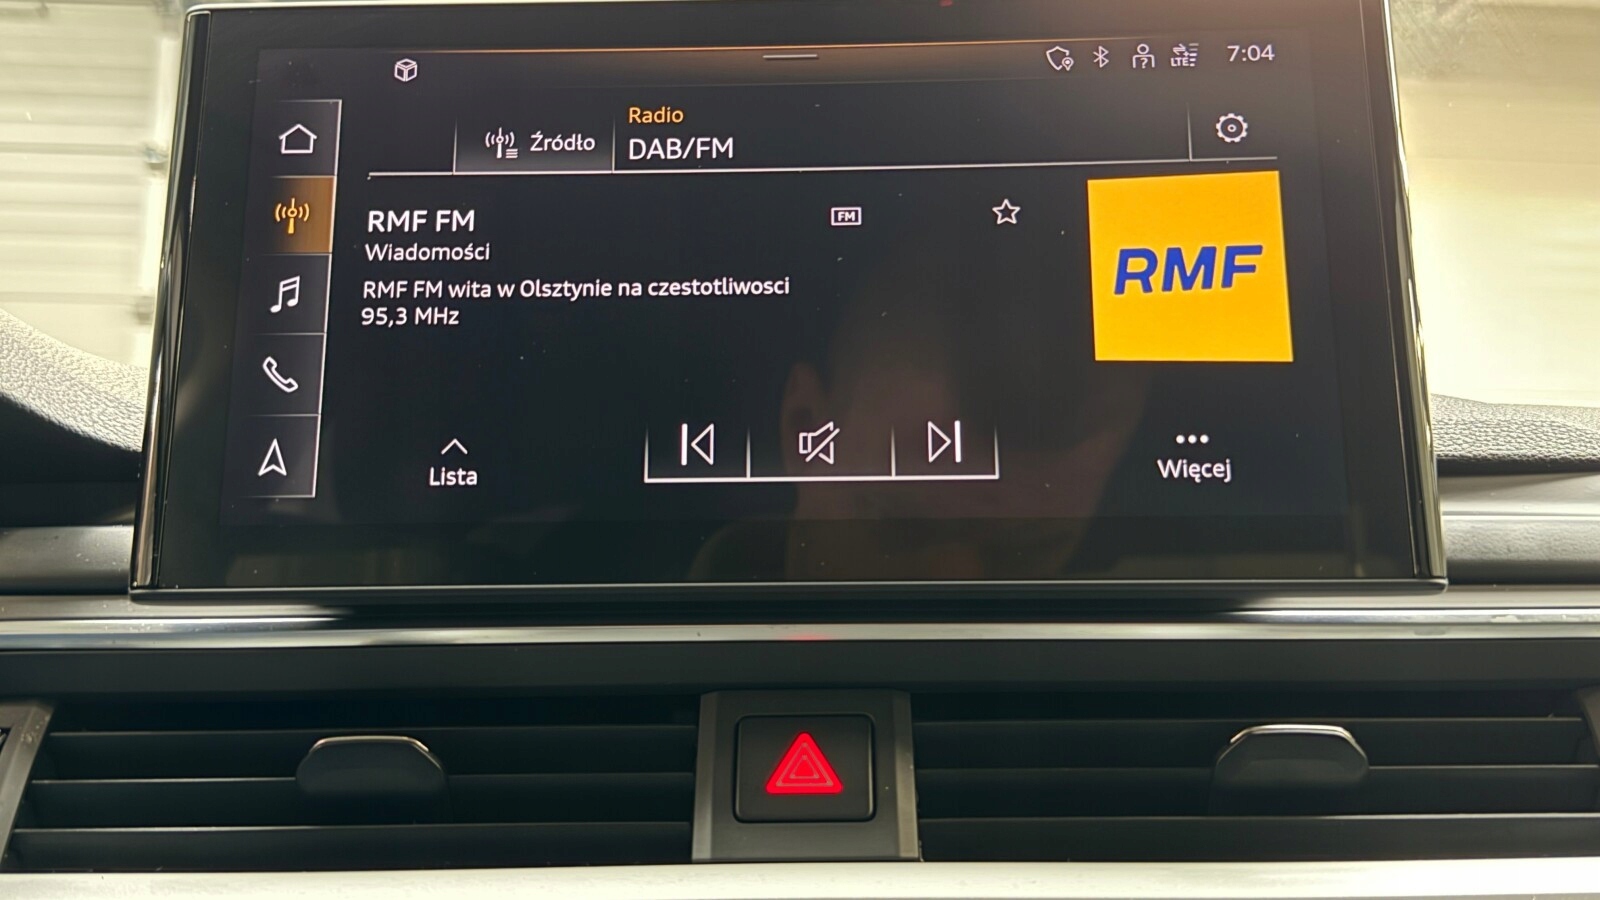 LTE
7:04
Radio
Źródło
DAB/FM
RMF FM
FM
Wiadomości
RMF FM wita w Olsztynie na czestotliwosci
95,3 MHz
RMF
Lista
Więcej